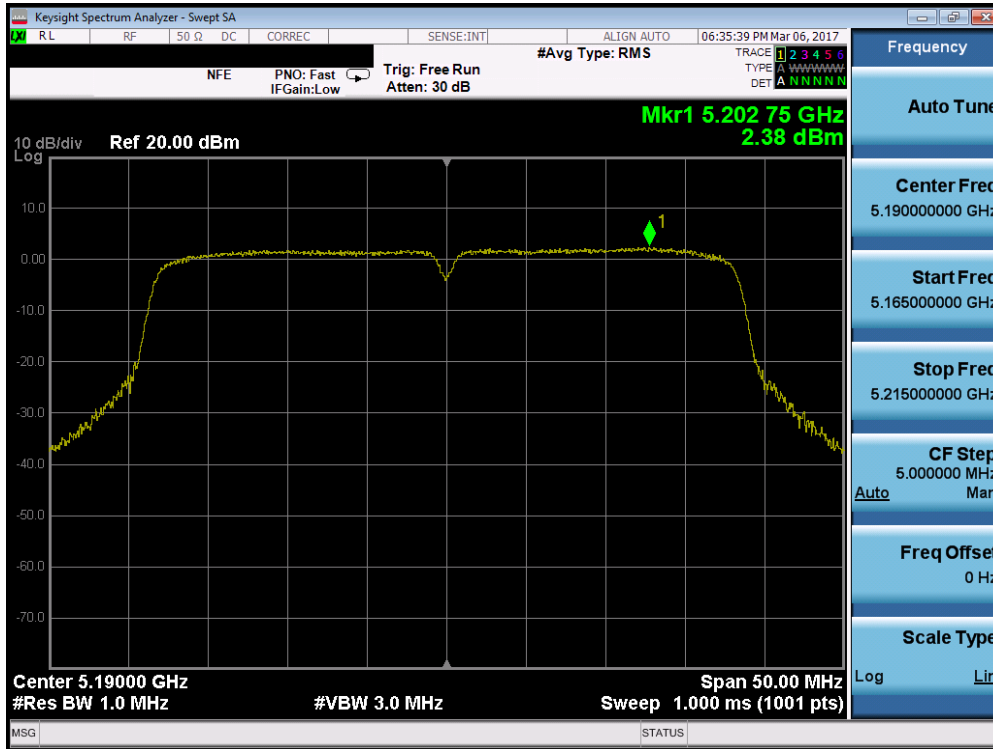 Keysight Spectrum Analyzer - Swept SA
LXI RL RF 50 Ω DC CORREC SENSE:INT ALIGN AUTO 06:35:39 PM Mar 06, 2017
NFE PNO: Fast Trig: Free Run #Avg Type: RMS TRACE 1 2 3 4 5 6
IFGain:Low Atten: 30 dB TYPE A WWWWW
DET A N N N N N
Mkr1 5.202 75 GHz
2.38 dBm
10 dB/div Ref 20.00 dBm
Log
1
10.0
0.00
-10.0
-20.0
-30.0
-40.0
-50.0
-60.0
-70.0
Center 5.19000 GHz Span 50.00 MHz
#Res BW 1.0 MHz #VBW 3.0 MHz Sweep 1.000 ms (1001 pts)
MSG STATUS
Frequency
Auto Tune
Center Freq
5.190000000 GHz
Start Freq
5.165000000 GHz
Stop Freq
5.215000000 GHz
CF Step
5.000000 MHz
Auto Man
Freq Offset
0 Hz
Scale Type
Log Lin